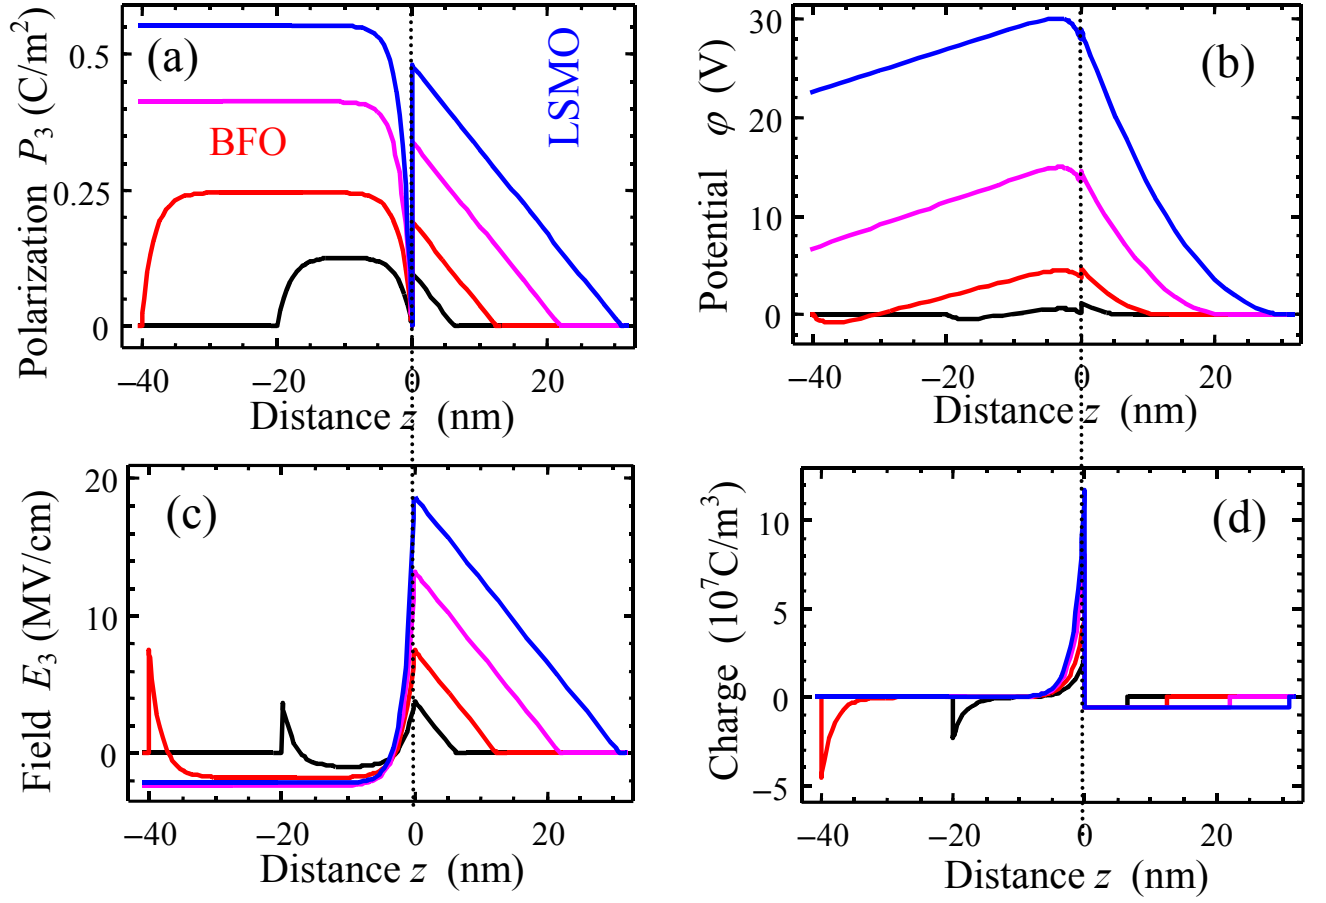 (a)
BFO
LSMO
Polarization P₃ (C/m²)
0.5
0.25
0
−40
−20
0
20
Distance z (nm)
(b)
Potential φ (V)
30
20
10
0
−40
−20
0
20
Distance z (nm)
(c)
Field E₃ (MV/cm)
20
10
0
−40
−20
0
20
Distance z (nm)
(d)
Charge (10⁷C/m³)
10
5
0
−5
−40
−20
0
20
Distance z (nm)